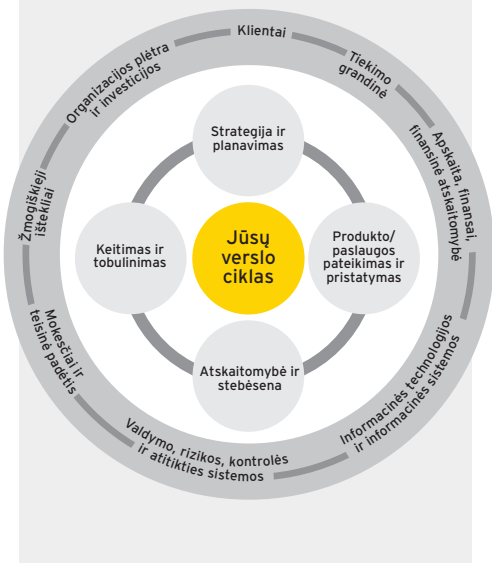 Klientai
Tiekimo
grandinė
Apskaita, finansai,
finansinė atskaitomybė
Informacinės technologijos
ir informacinės sistemos
Valdymo, rizikos, kontrolės
ir atitikties sistemos
Mokesčiai ir
teisinė padėtis
Žmogiškieji
ištekliai
Organizacijos plėtra
ir investicijos
Strategija ir
planavimas
Produkto/
paslaugos
pateikimas ir
pristatymas
Atskaitomybė ir
stebėsena
Keitimas ir
tobulinimas
Jūsų
verslo
ciklas